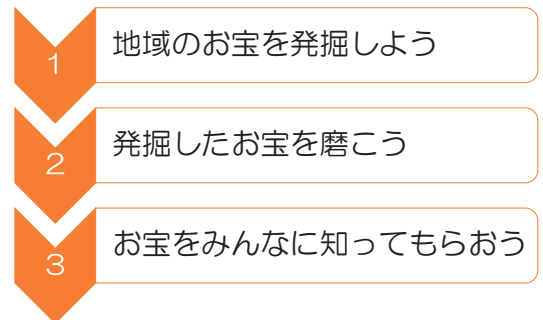 1
地域のお宝を発掘しよう
2
発掘したお宝を磨こう
3
お宝をみんなに知ってもらおう